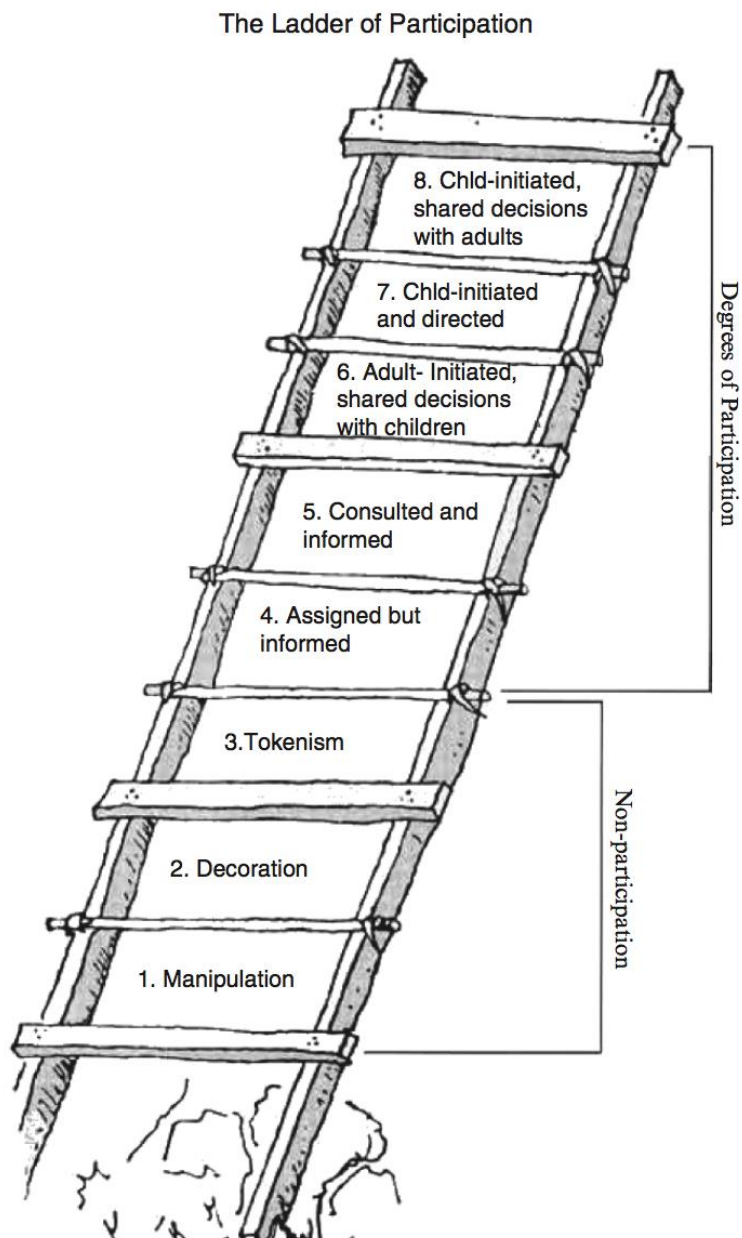 The Ladder of Participation
8. Chld-initiated,
shared decisions
with adults
7. Chld-initiated
and directed
6. Adult- Initiated,
shared decisions
with children
5. Consulted and
informed
4. Assigned but
informed
3.Tokenism
2. Decoration
1. Manipulation
Degrees of Participation
Non-participation